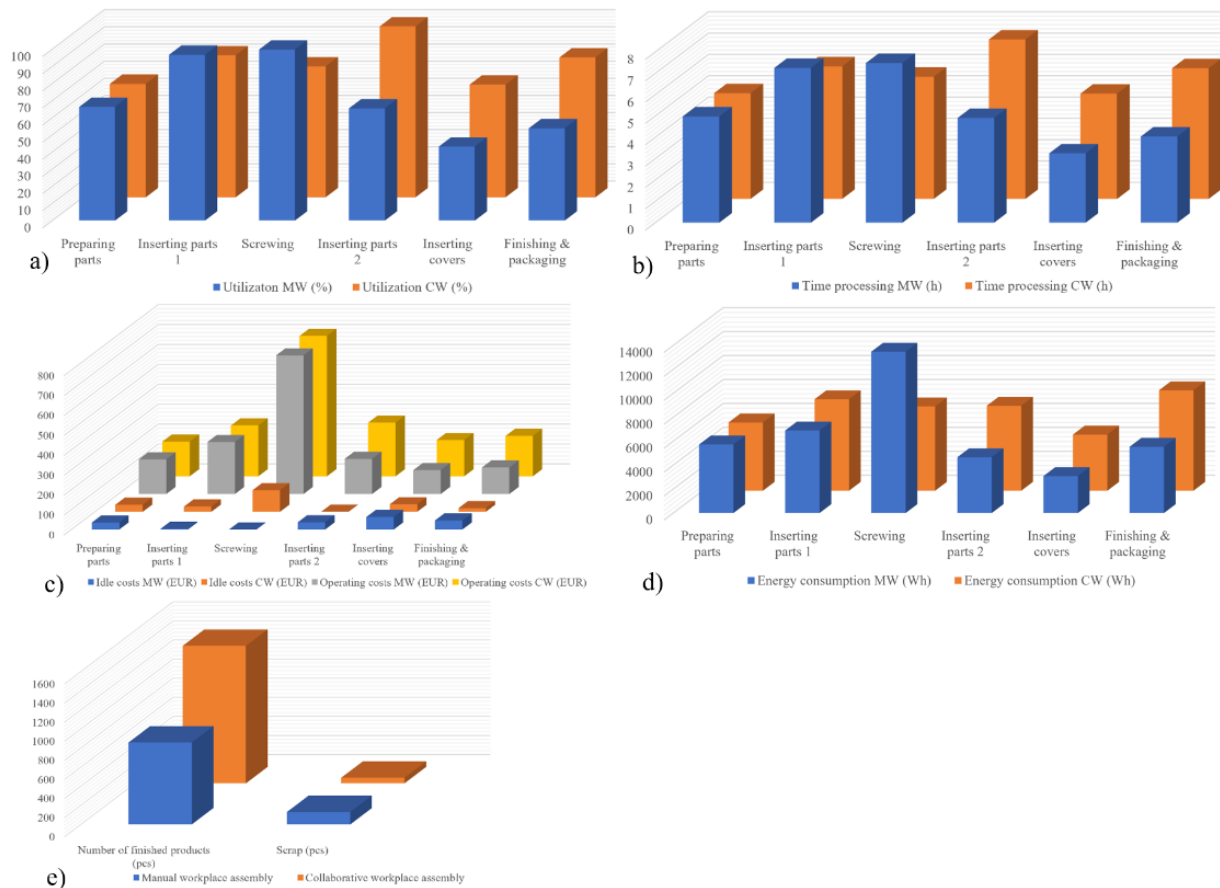 100
90
80
70
60
50
40
30
20
10
0
Preparing parts
Inserting parts 1
Screwing
Inserting parts 2
Inserting covers
Finishing & packaging
a)
Utilizaton MW (%) Utilization CW (%)
8
7
6
5
4
3
2
1
0
Preparing parts
Inserting parts 1
Screwing
Inserting parts 2
Inserting covers
Finishing & packaging
b)
Time processing MW (h) Time processing CW (h)
800
700
600
500
400
300
200
100
0
Preparing parts
Inserting parts 1
Screwing
Inserting parts 2
Inserting covers
Finishing & packaging
c)
Idle costs MW (EUR) Idle costs CW (EUR) Operating costs MW (EUR) Operating costs CW (EUR)
14000
12000
10000
8000
6000
4000
2000
0
Preparing parts
Inserting parts 1
Screwing
Inserting parts 2
Inserting covers
Finishing & packaging
d)
Energy consumption MW (Wh) Energy consumption CW (Wh)
1600
1400
1200
1000
800
600
400
200
0
Number of finished products (pcs)
Scrap (pcs)
e)
Manual workplace assembly Collaborative workplace assembly